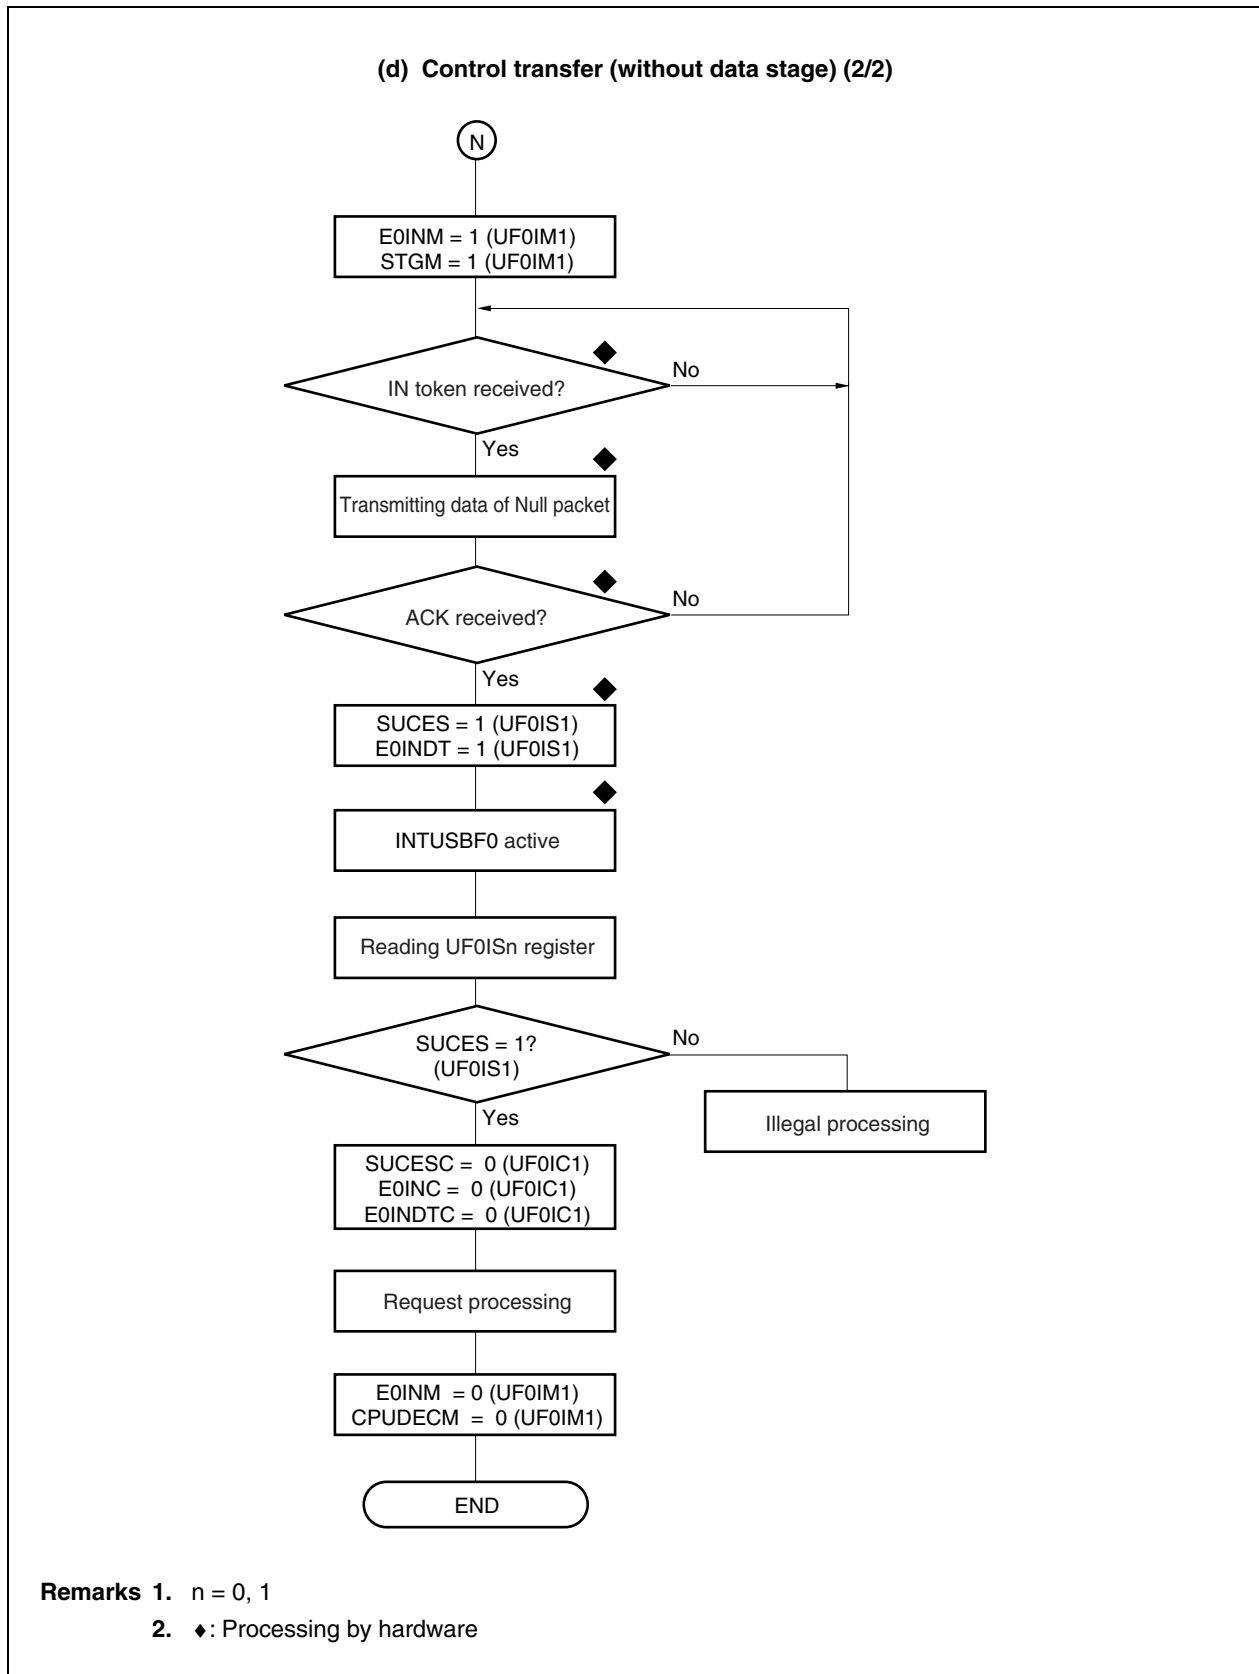 (d) Control transfer (without data stage) (2/2)
N
E0INM = 1 (UF0IM1)
STGM = 1 (UF0IM1)
IN token received?
No
Yes
Transmitting data of Null packet
ACK received?
No
Yes
SUCES = 1 (UF0IS1)
E0INDT = 1 (UF0IS1)
INTUSBF0 active
Reading UF0ISn register
SUCES = 1?
(UF0IS1)
No
Illegal processing
Yes
SUCESC = 0 (UF0IC1)
E0INC = 0 (UF0IC1)
E0INDTC = 0 (UF0IC1)
Request processing
E0INM = 0 (UF0IM1)
CPUDECM = 0 (UF0IM1)
END
Remarks 1. n = 0, 1
2. ♦: Processing by hardware